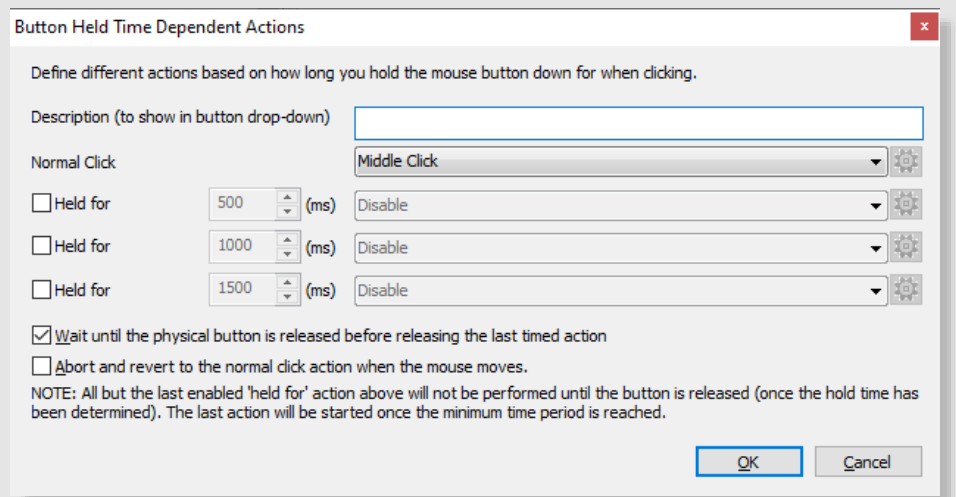 Button Held Time Dependent Actions
x
Define different actions based on how long you hold the mouse button down for when clicking.
Description (to show in button drop-down)
Normal Click Middle Click
Held for 500 (ms) Disable
Held for 1000 (ms) Disable
Held for 1500 (ms) Disable
Wait until the physical button is released before releasing the last timed action
Abort and revert to the normal click action when the mouse moves.
NOTE: All but the last enabled 'held for' action above will not be performed until the button is released (once the hold time has
been determined). The last action will be started once the minimum time period is reached.
OK Cancel